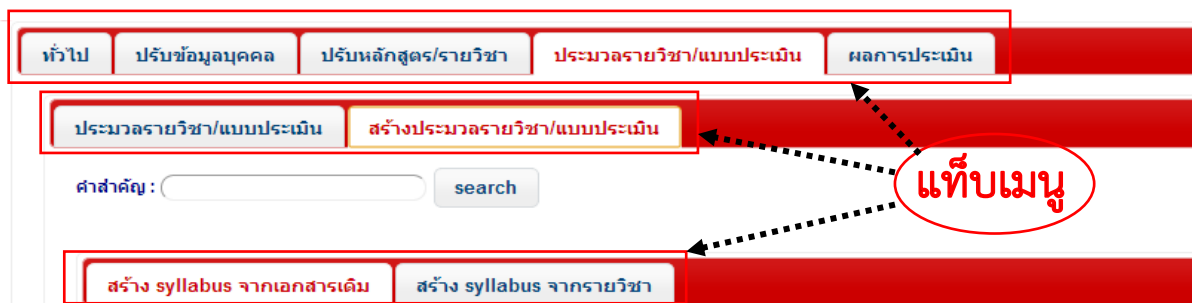 ทั่วไป ปรับข้อมูลบุคคล ปรับหลักสูตร/รายวิชา ประมวลรายวิชา/แบบประเมิน ผลการประเมิน
ประมวลรายวิชา/แบบประเมิน สร้างประมวลรายวิชา/แบบประเมิน
คำสำคัญ : search
แท็บเมนู
สร้าง syllabus จากเอกสารเดิม สร้าง syllabus จากรายวิชา